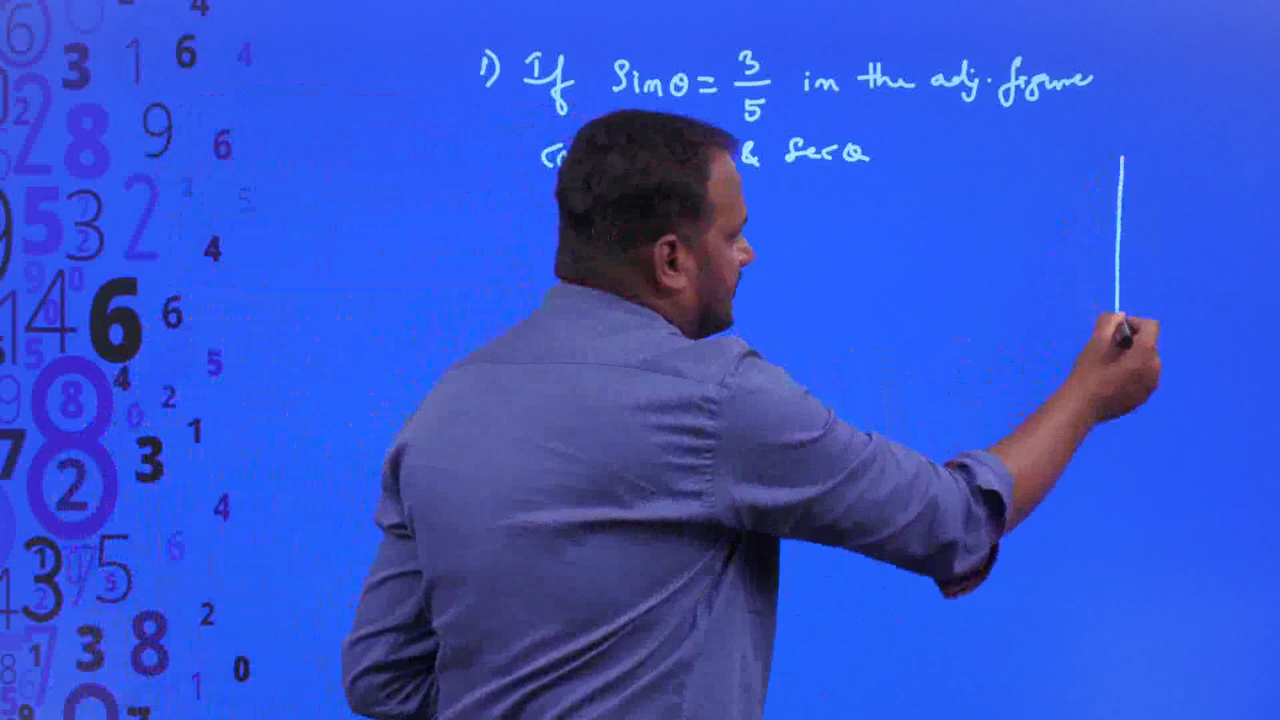 1) If Sinθ = 3/5 in the adj. figure
& Secθ